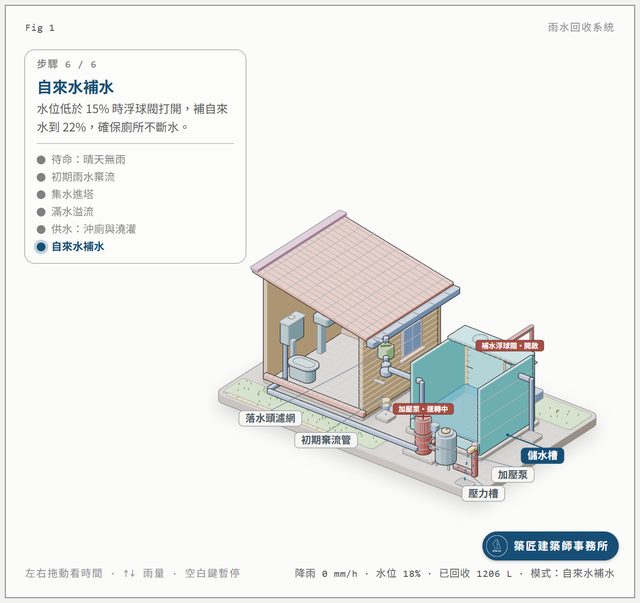 Fig 1
雨水回收系統
步驟 6 / 6
自來水補水
水位低於 15% 時浮球閥打開，補自來
水到 22%，確保廁所不斷水。
待命：晴天無雨
初期雨水棄流
集水進塔
滿水溢流
供水：沖廁與澆灌
自來水補水
補水浮球閥・開啟
加壓泵・運轉中
落水頭濾網
初期棄流管
儲水槽
加壓泵
壓力槽
築匠建築師事務所
左右拖動看時間 · ↑↓ 雨量 · 空白鍵暫停
降雨 0 mm/h · 水位 18% · 已回收 1206 L · 模式：自來水補水